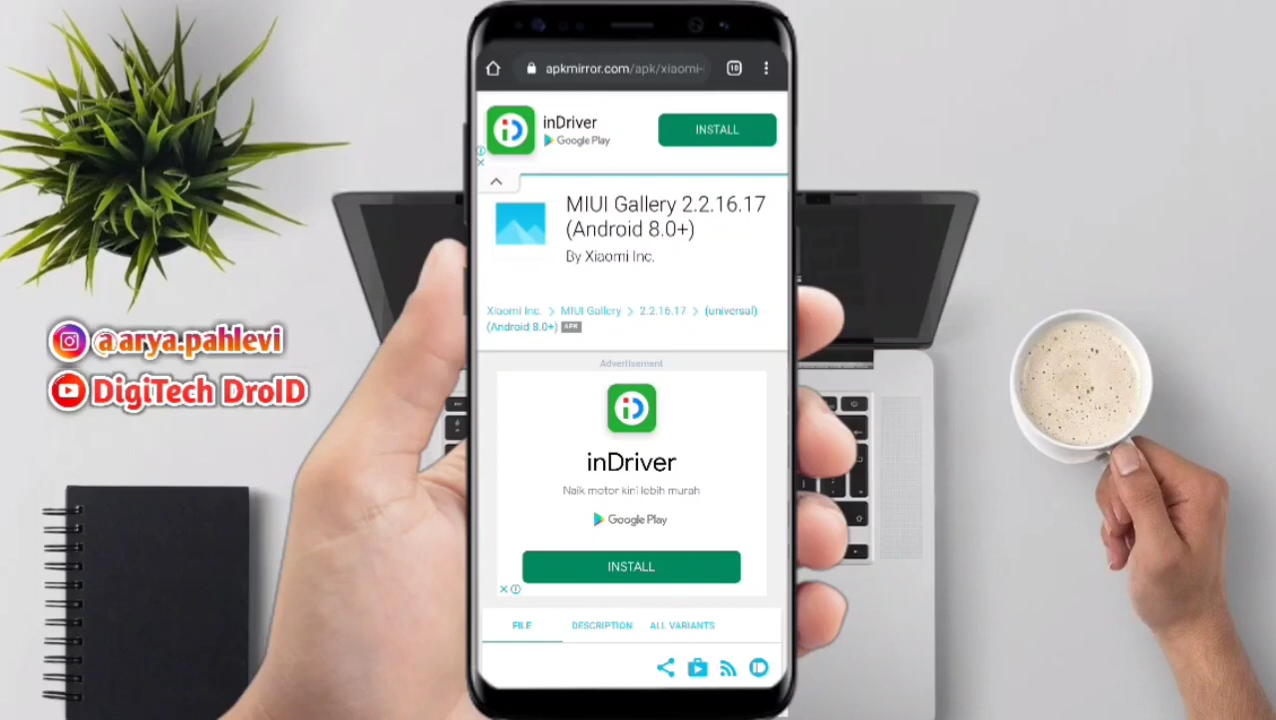 apkmirror.com/apk/xiaomi-
10
inDriver
Google Play
INSTALL
MIUI Gallery 2.2.16.17
(Android 8.0+)
By Xiaomi Inc.
Xiaomi Inc. > MIUI Gallery > 2.2.16.17 > (universal)
(Android 8.0+) APK
Advertisement
inDriver
Naik motor kini lebih murah
Google Play
INSTALL
FILE DESCRIPTION ALL VARIANTS
@arya.pahlevi
DigiTech DroID